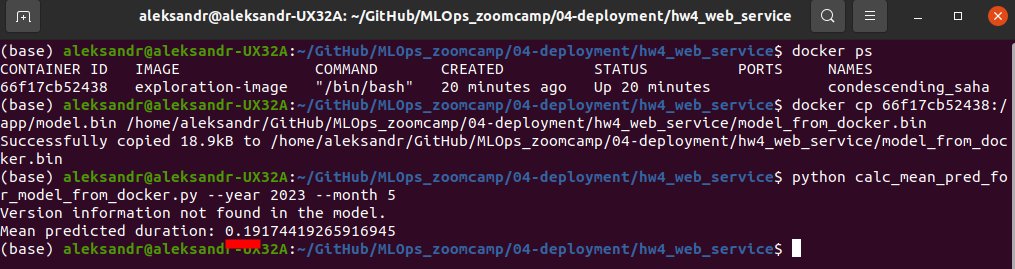 aleksandr@aleksandr-UX32A: ~/GitHub/MLOps_zoomcamp/04-deployment/hw4_web_service
(base) aleksandr@aleksandr-UX32A:~/GitHub/MLOps_zoomcamp/04-deployment/hw4_web_service$ docker ps
CONTAINER ID   IMAGE               COMMAND       CREATED          STATUS          PORTS     NAMES
66f17cb52438   exploration-image   "/bin/bash"   20 minutes ago   Up 20 minutes             condescending_saha
(base) aleksandr@aleksandr-UX32A:~/GitHub/MLOps_zoomcamp/04-deployment/hw4_web_service$ docker cp 66f17cb52438:/
app/model.bin /home/aleksandr/GitHub/MLOps_zoomcamp/04-deployment/hw4_web_service/model_from_docker.bin
Successfully copied 18.9kB to /home/aleksandr/GitHub/MLOps_zoomcamp/04-deployment/hw4_web_service/model_from_doc
ker.bin
(base) aleksandr@aleksandr-UX32A:~/GitHub/MLOps_zoomcamp/04-deployment/hw4_web_service$ python calc_mean_pred_fo
r_model_from_docker.py --year 2023 --month 5
Version information not found in the model.
Mean predicted duration: 0.19174419265916945
(base) aleksandr@aleksandr-UX32A:~/GitHub/MLOps_zoomcamp/04-deployment/hw4_web_service$